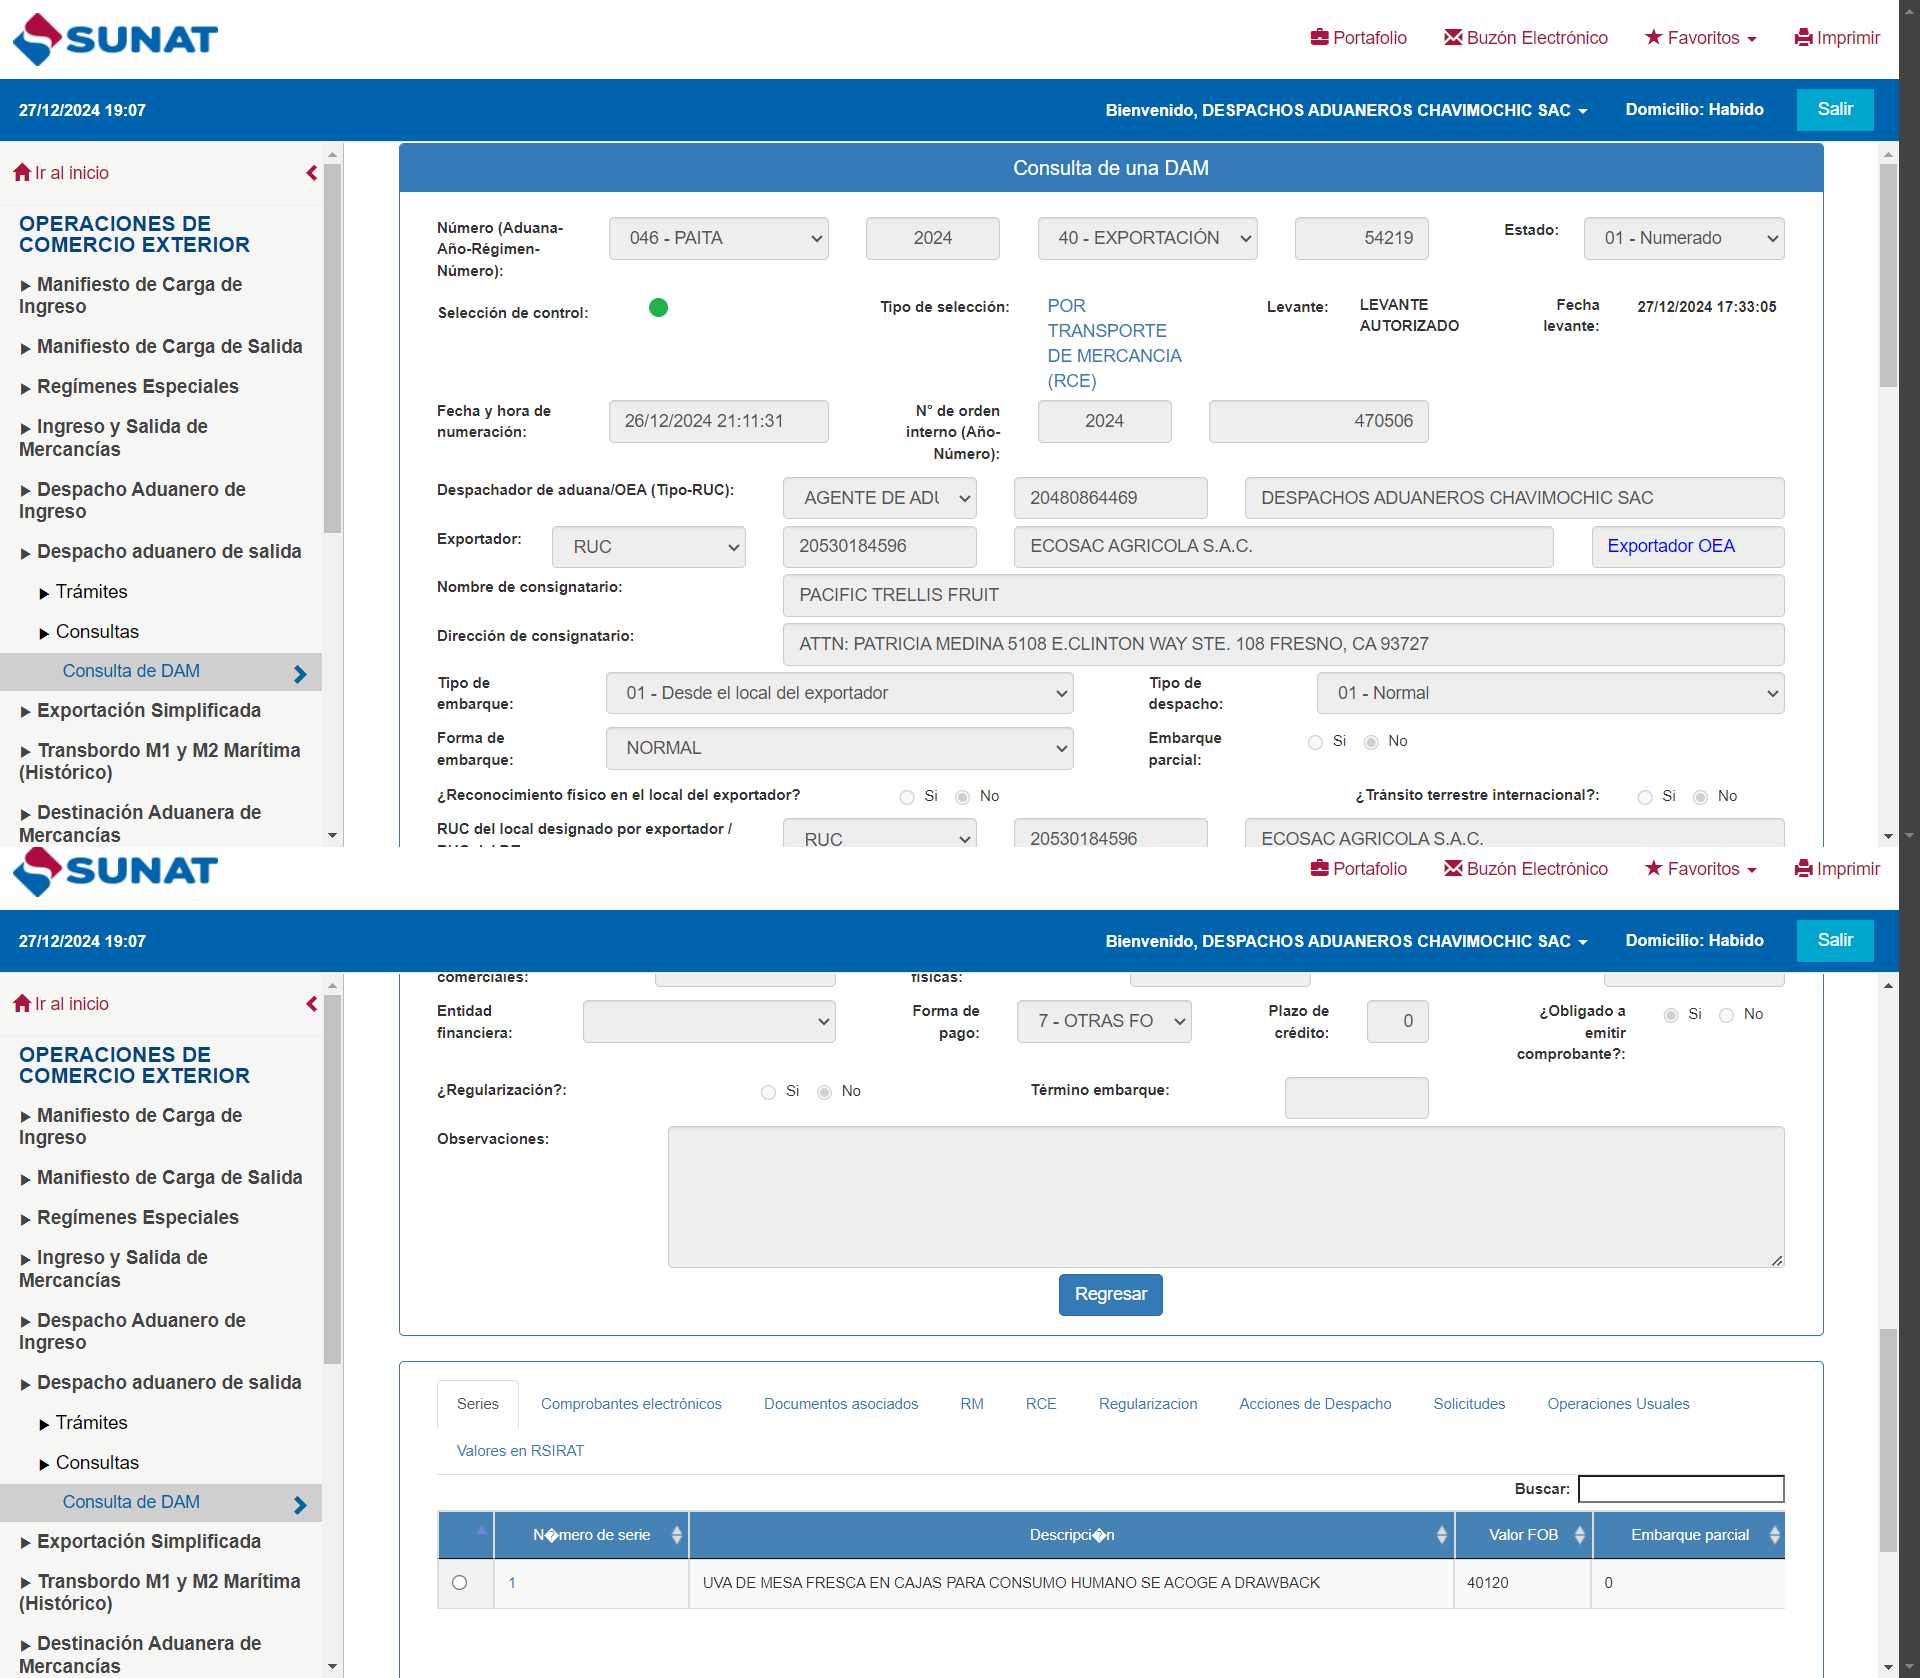 SUNAT
Portafolio Buzón Electrónico Favoritos Imprimir
27/12/2024 19:07 Bienvenido, DESPACHOS ADUANEROS CHAVIMOCHIC SAC Domicilio: Habido Salir
Ir al inicio
OPERACIONES DE
COMERCIO EXTERIOR
Manifiesto de Carga de
Ingreso
Manifiesto de Carga de Salida
Regímenes Especiales
Ingreso y Salida de
Mercancías
Despacho Aduanero de
Ingreso
Despacho aduanero de salida
Trámites
Consultas
Consulta de DAM
Exportación Simplificada
Transbordo M1 y M2 Marítima
(Histórico)
Destinación Aduanera de
Mercancías
Consulta de una DAM
Número (Aduana-
Año-Régimen-
Número):
046 - PAITA 2024 40 - EXPORTACIÓN 54219 Estado: 01 - Numerado
Selección de control: Tipo de selección: POR
TRANSPORTE
DE MERCANCIA
(RCE)
Levante: LEVANTE
AUTORIZADO
Fecha
levante:
27/12/2024 17:33:05
Fecha y hora de
numeración:
26/12/2024 21:11:31
N° de orden
interno (Año-
Número):
2024 470506
Despachador de aduana/OEA (Tipo-RUC): AGENTE DE ADU 20480864469 DESPACHOS ADUANEROS CHAVIMOCHIC SAC
Exportador: RUC 20530184596 ECOSAC AGRICOLA S.A.C. Exportador OEA
Nombre de consignatario: PACIFIC TRELLIS FRUIT
Dirección de consignatario: ATTN: PATRICIA MEDINA 5108 E.CLINTON WAY STE. 108 FRESNO, CA 93727
Tipo de
embarque:
01 - Desde el local del exportador
Tipo de
despacho:
01 - Normal
Forma de
embarque:
NORMAL
Embarque
parcial:
Si No
¿Reconocimiento físico en el local del exportador? Si No ¿Tránsito terrestre internacional?: Si No
RUC del local designado por exportador /
RUC 20530184596 ECOSAC AGRICOLA S.A.C.
SUNAT
Portafolio Buzón Electrónico Favoritos Imprimir
27/12/2024 19:07 Bienvenido, DESPACHOS ADUANEROS CHAVIMOCHIC SAC Domicilio: Habido Salir
Ir al inicio
OPERACIONES DE
COMERCIO EXTERIOR
Manifiesto de Carga de
Ingreso
Manifiesto de Carga de Salida
Regímenes Especiales
Ingreso y Salida de
Mercancías
Despacho Aduanero de
Ingreso
Despacho aduanero de salida
Trámites
Consultas
Consulta de DAM
Exportación Simplificada
Transbordo M1 y M2 Marítima
(Histórico)
Destinación Aduanera de
Mercancías
comerciales: físicas:
Entidad
financiera:
Forma de
pago:
7 - OTRAS FO
Plazo de
crédito:
0
¿Obligado a
emitir
comprobante?:
Si No
¿Regularización?: Si No Término embarque:
Observaciones:
Regresar
Series Comprobantes electrónicos Documentos asociados RM RCE Regularizacion Acciones de Despacho Solicitudes Operaciones Usuales
Valores en RSIRAT
Buscar:
N�mero de serie Descripci�n Valor FOB Embarque parcial
1 UVA DE MESA FRESCA EN CAJAS PARA CONSUMO HUMANO SE ACOGE A DRAWBACK 40120 0